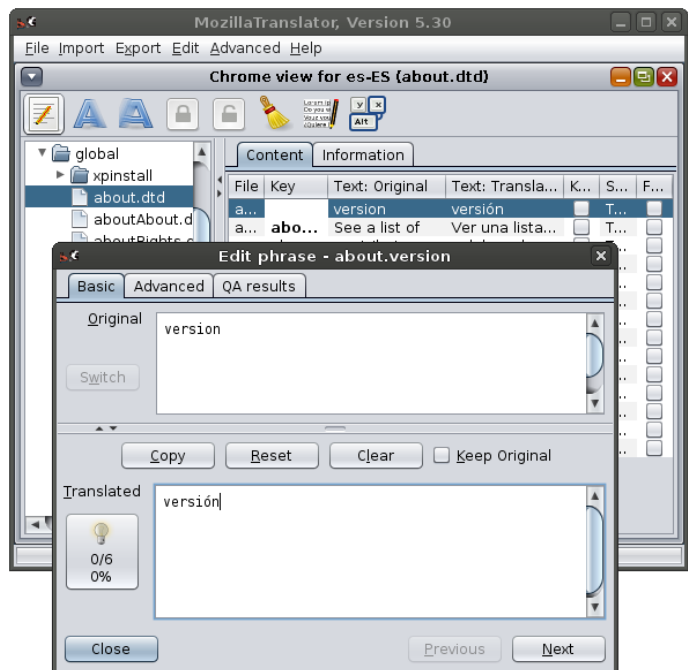 MozillaTranslator, Version 5.30
File Import Export Edit Advanced Help
Chrome view for es-ES (about.dtd)
global
xpinstall
about.dtd
aboutAbout.d
Content Information
File Key Text: Original Text: Transla... K... S... F...
a... version versión T...
a... abo... See a list of Ver una lista... T...
Edit phrase - about.version
Basic Advanced QA results
Original
version
Switch
Copy Reset Clear Keep Original
Translated
versión
0/6
0%
Close Previous Next